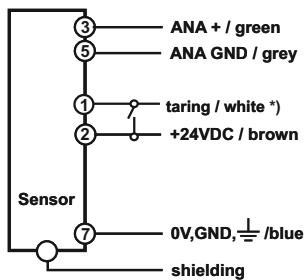 3 ANA + / green
5 ANA GND / grey
1 taring / white *)
2 +24VDC / brown
Sensor
7 0V,GND, /blue
shielding